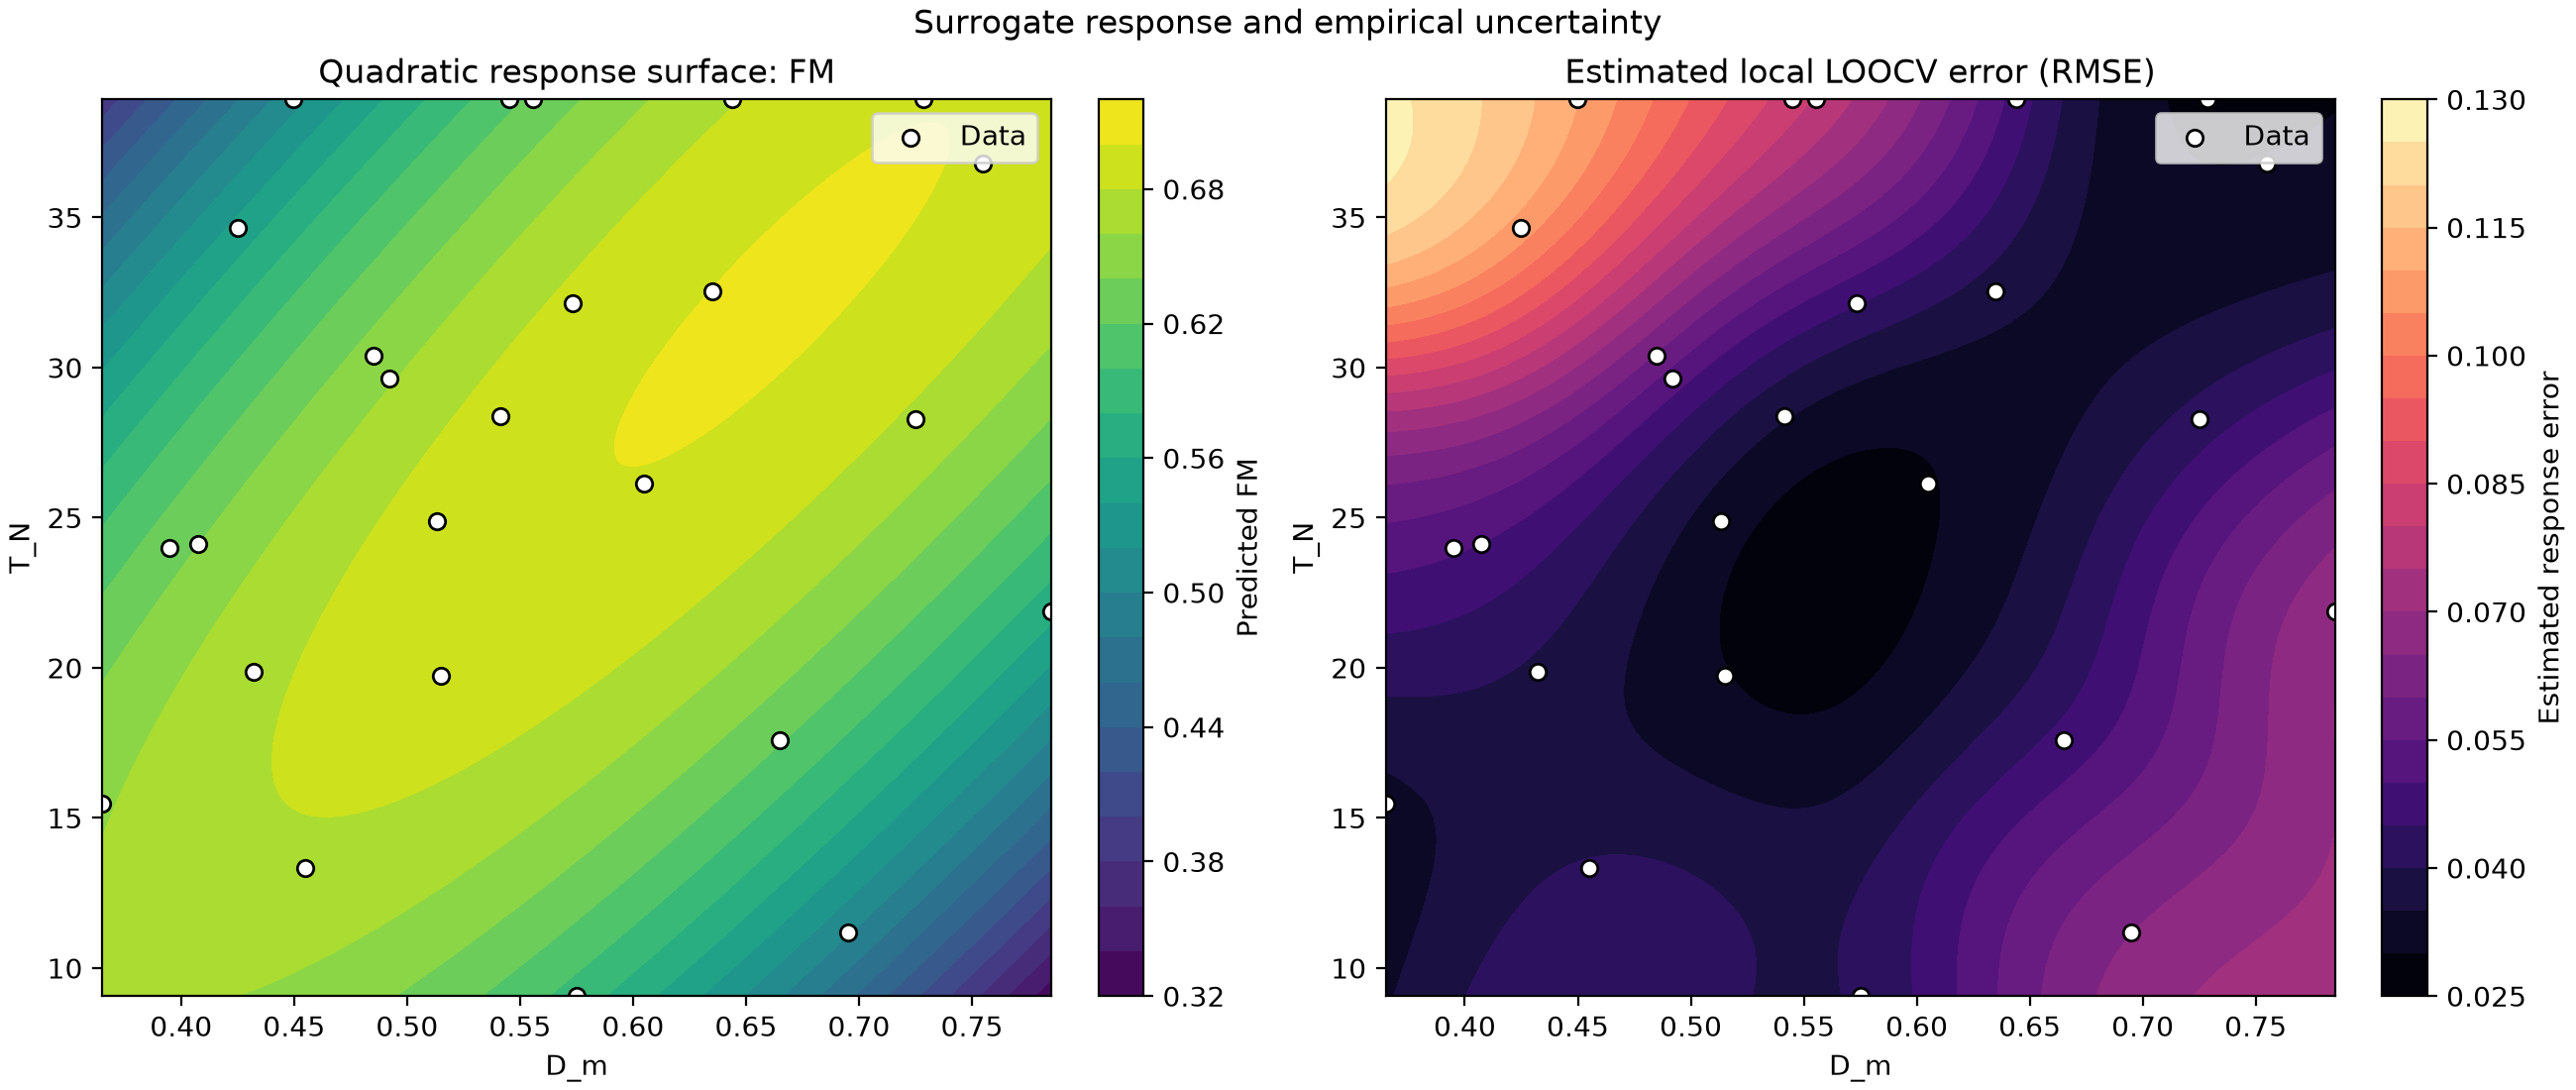 Surrogate response and empirical uncertainty
Quadratic response surface: FM
Data
T_N
35
30
25
20
15
10
0.40 0.45 0.50 0.55 0.60 0.65 0.70 0.75
D_m
0.68
0.62
0.56
0.50
0.44
0.38
0.32
Predicted FM
Estimated local LOOCV error (RMSE)
Data
T_N
35
30
25
20
15
10
0.40 0.45 0.50 0.55 0.60 0.65 0.70 0.75
D_m
0.130
0.115
0.100
0.085
0.070
0.055
0.040
0.025
Estimated response error